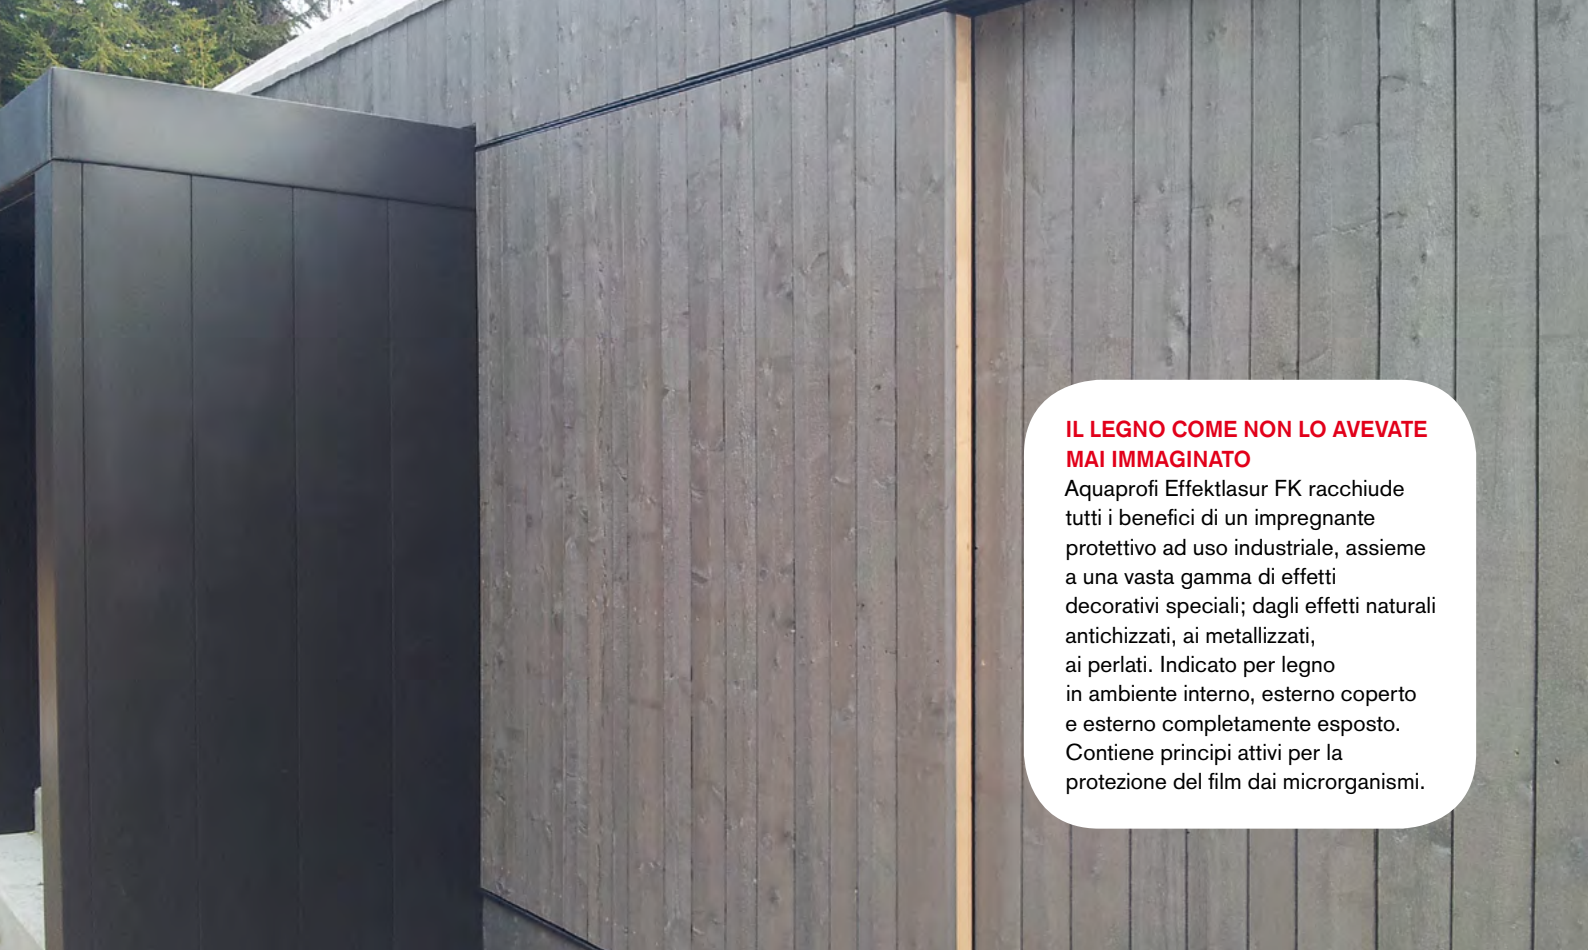 IL LEGNO COME NON LO AVEVATE
MAI IMMAGINATO
Aquaprofi Effektlasur FK racchiude
tutti i benefici di un impregnante
protettivo ad uso industriale, assieme
a una vasta gamma di effetti
decorativi speciali; dagli effetti naturali
antichizzati, ai metallizzati,
ai perlati. Indicato per legno
in ambiente interno, esterno coperto
e esterno completamente esposto.
Contiene principi attivi per la
protezione del film dai microrganismi.